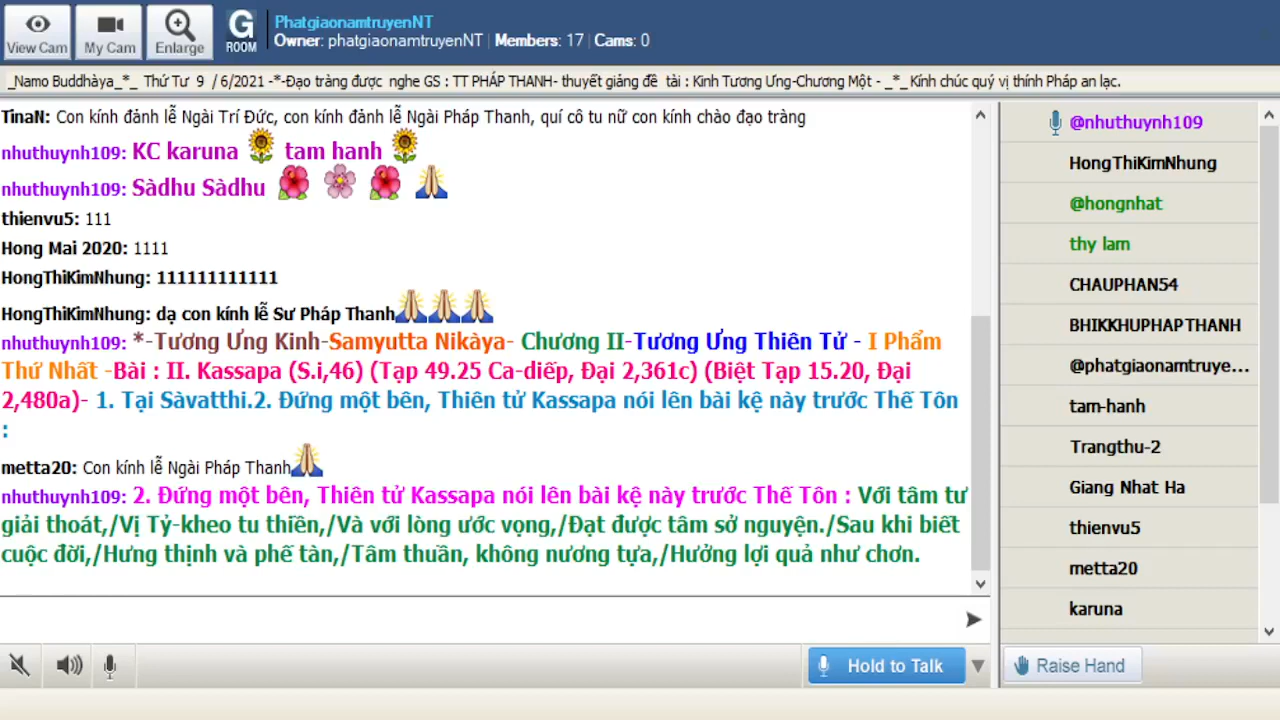 View Cam
My Cam
Enlarge
G
ROOM
PhatgiaonamtruyenNT
Owner: phatgiaonamtruyenNT | Members: 17 | Cams: 0
_Namo Buddhàya_*_ Thứ Tư 9 / 6/2021 -*-Đạo tràng được nghe GS : TT PHÁP THANH- thuyết giảng đề tài : Kinh Tương Ưng-Chương Một - _*_Kính chúc quý vị thính Pháp an lạc.
TinaN: Con kính đảnh lễ Ngài Trí Đức, con kính đảnh lễ Ngài Pháp Thanh, quí cô tu nữ con kính chào đạo tràng
nhuthuynh109: KC karuna 🌻 tam hanh 🌻
nhuthuynh109: Sàdhu Sàdhu 🌺 🌸 🌺 🙏
thienvu5: 111
Hong Mai 2020: 1111
HongThiKimNhung: 111111111111
HongThiKimNhung: dạ con kính lễ Sư Pháp Thanh🙏🙏🙏
nhuthuynh109: *-Tương Ưng Kinh-Samyutta Nikàya- Chương II-Tương Ưng Thiên Tử - I Phẩm
Thứ Nhất -Bài : II. Kassapa (S.i,46) (Tạp 49.25 Ca-diếp, Đại 2,361c) (Biệt Tạp 15.20, Đại
2,480a)- 1. Tại Sàvatthi.2. Đứng một bên, Thiên tử Kassapa nói lên bài kệ này trước Thế Tôn
:
metta20: Con kính lễ Ngài Pháp Thanh🙏
nhuthuynh109: 2. Đứng một bên, Thiên tử Kassapa nói lên bài kệ này trước Thế Tôn : Với tâm tư
giải thoát,/Vị Tỷ-kheo tu thiền,/Và với lòng ước vọng,/Đạt được tâm sở nguyện./Sau khi biết
cuộc đời,/Hưng thịnh và phế tàn,/Tâm thuần, không nương tựa,/Hưởng lợi quả như chơn.
@nhuthuynh109
HongThiKimNhung
@hongnhat
thy lam
CHAUPHAN54
BHIKKHUPHAPTHANH
@phatgiaonamtruye...
tam-hanh
Trangthu-2
Giang Nhat Ha
thienvu5
metta20
karuna
Hold to Talk
Raise Hand